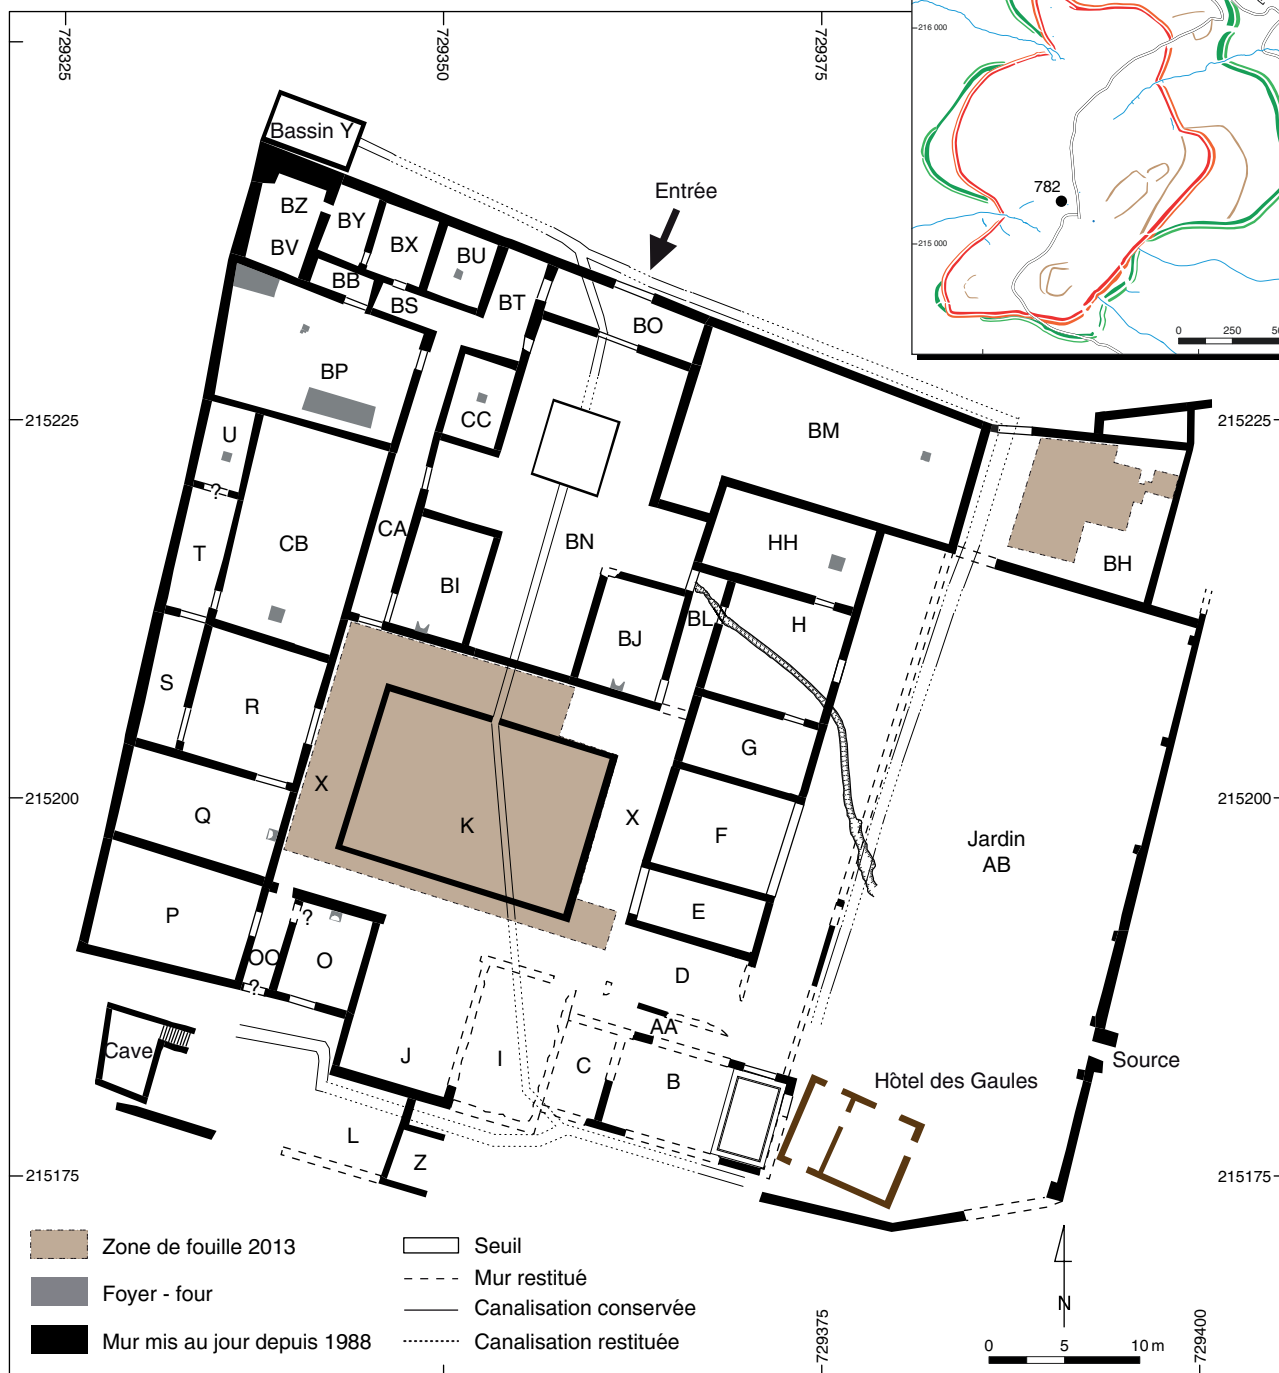 729325
729350
729375
216 000
782
215 000
0 250
Bassin Y
Entrée
BZ
BY
BX
BU
BV
BB
BS
BT
BO
BP
CC
BM
215225
215225
U
?
CA
CB
T
BN
HH
BH
BI
BJ
BL
H
S
R
G
X
X
Q
K
F
215200
215200
Jardin
AB
P
E
?
OO
O
?
D
AA
Cave
J
I
C
B
Source
Hôtel des Gaules
L
Z
215175
215175
Zone de fouille 2013
Foyer - four
Mur mis au jour depuis 1988
Seuil
Mur restitué
Canalisation conservée
Canalisation restituée
N
729375
729400
0 5 10 m